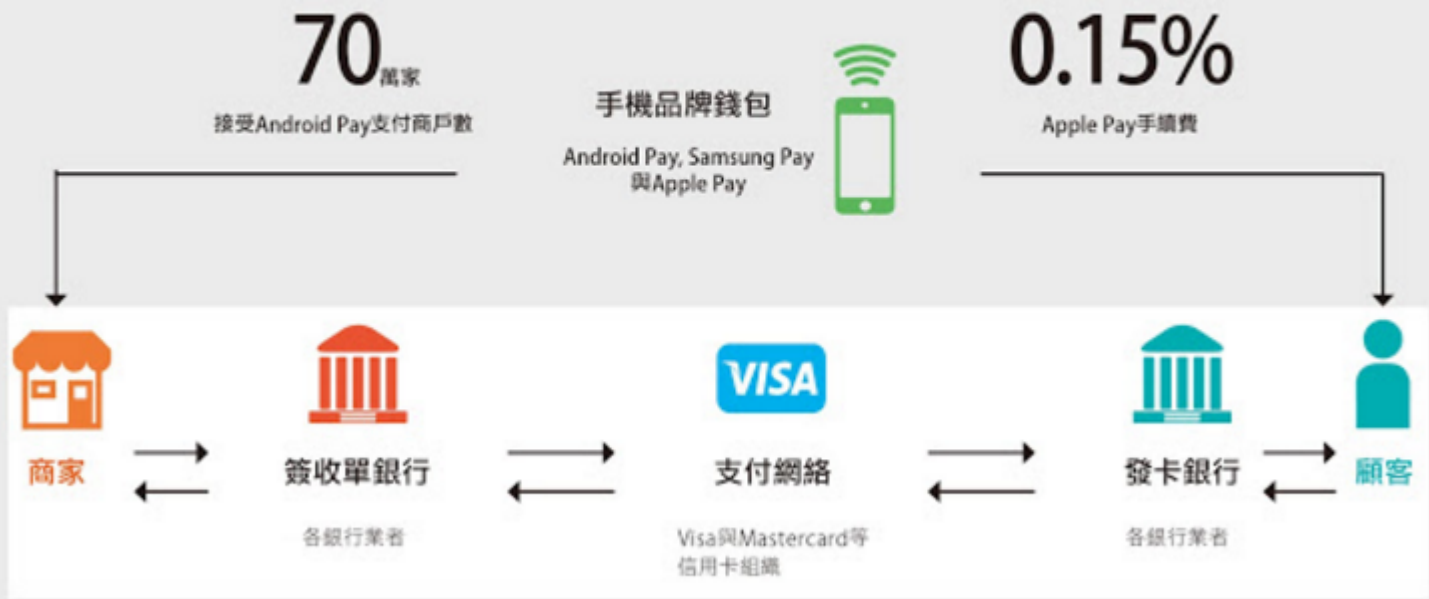 70萬家
接受Android Pay支付商戶數
手機品牌錢包
Android Pay, Samsung Pay
與Apple Pay
0.15%
Apple Pay手續費
VISA
商家
簽收單銀行
支付網絡
發卡銀行
顧客
各銀行業者
Visa與Mastercard等
信用卡組織
各銀行業者